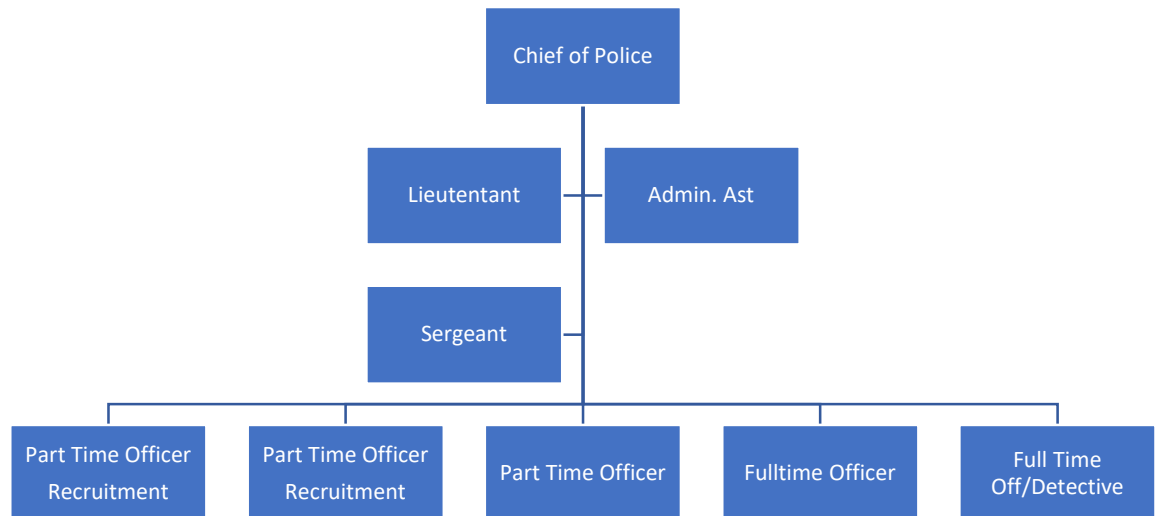 Chief of Police
Lieutentant
Admin. Ast
Sergeant
Part Time Officer
Recruitment
Part Time Officer
Recruitment
Part Time Officer
Fulltime Officer
Full Time
Off/Detective